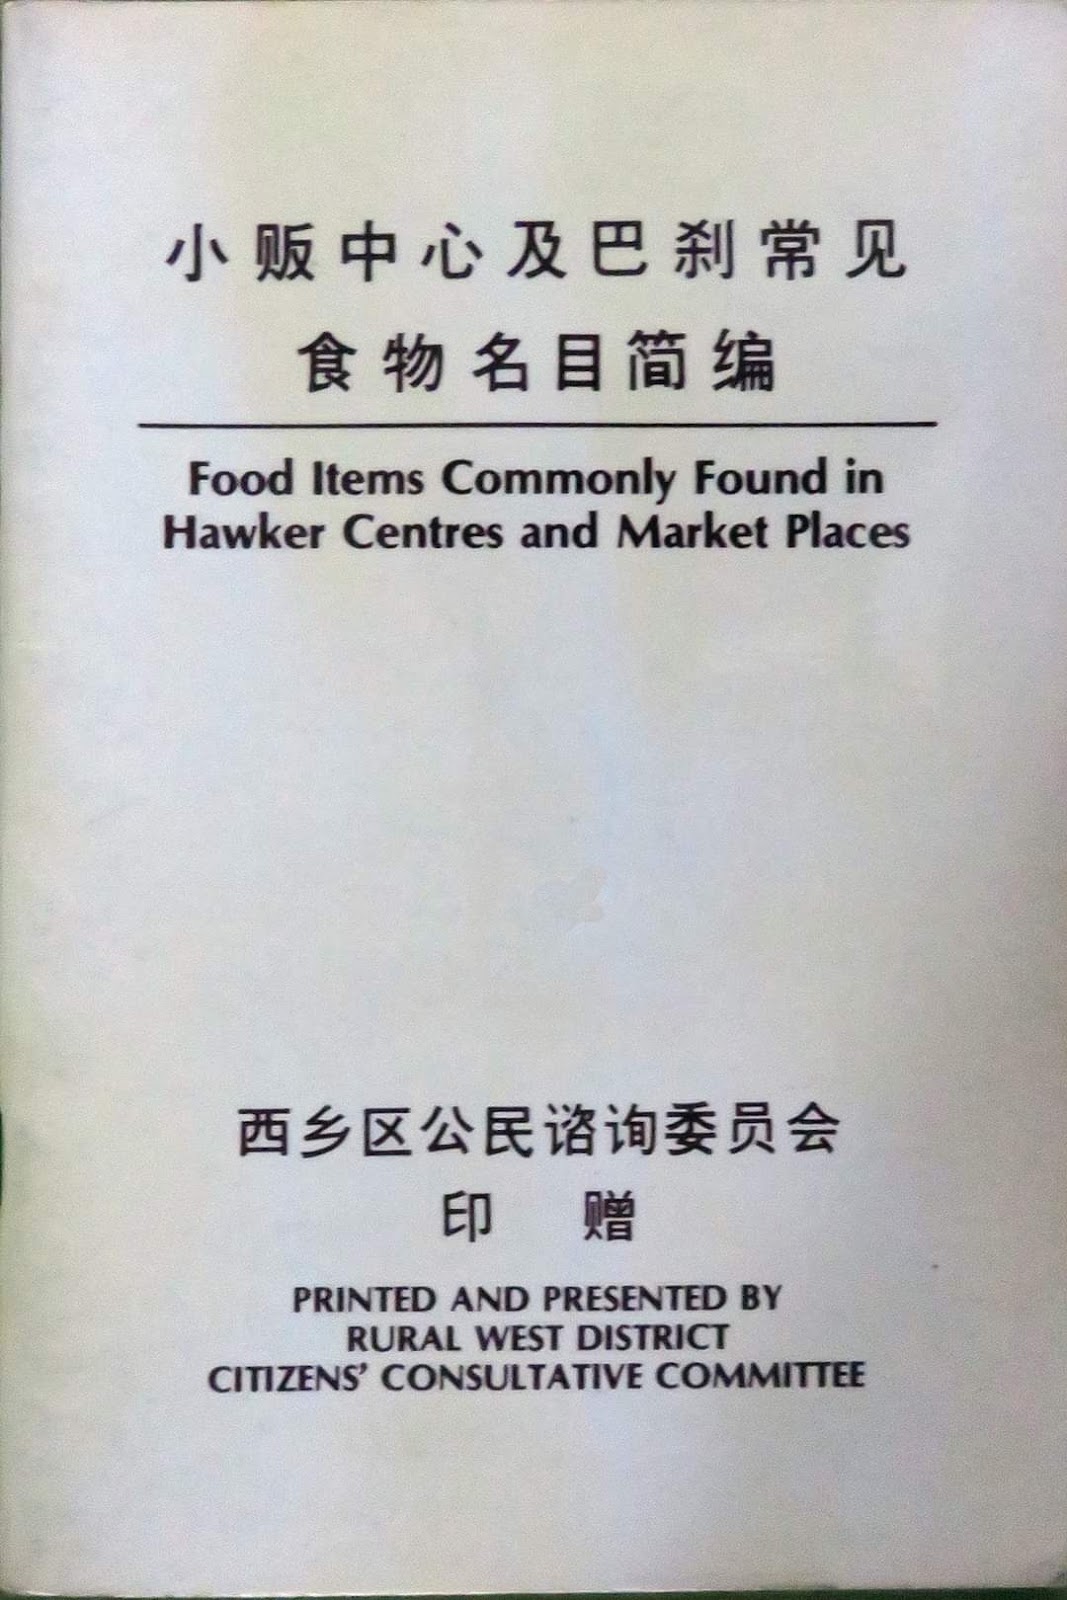 小贩中心及巴刹常见
食物名目简编
Food Items Commonly Found in
Hawker Centres and Market Places
西乡区公民谘询委员会
印 赠
PRINTED AND PRESENTED BY
RURAL WEST DISTRICT
CITIZENS' CONSULTATIVE COMMITTEE